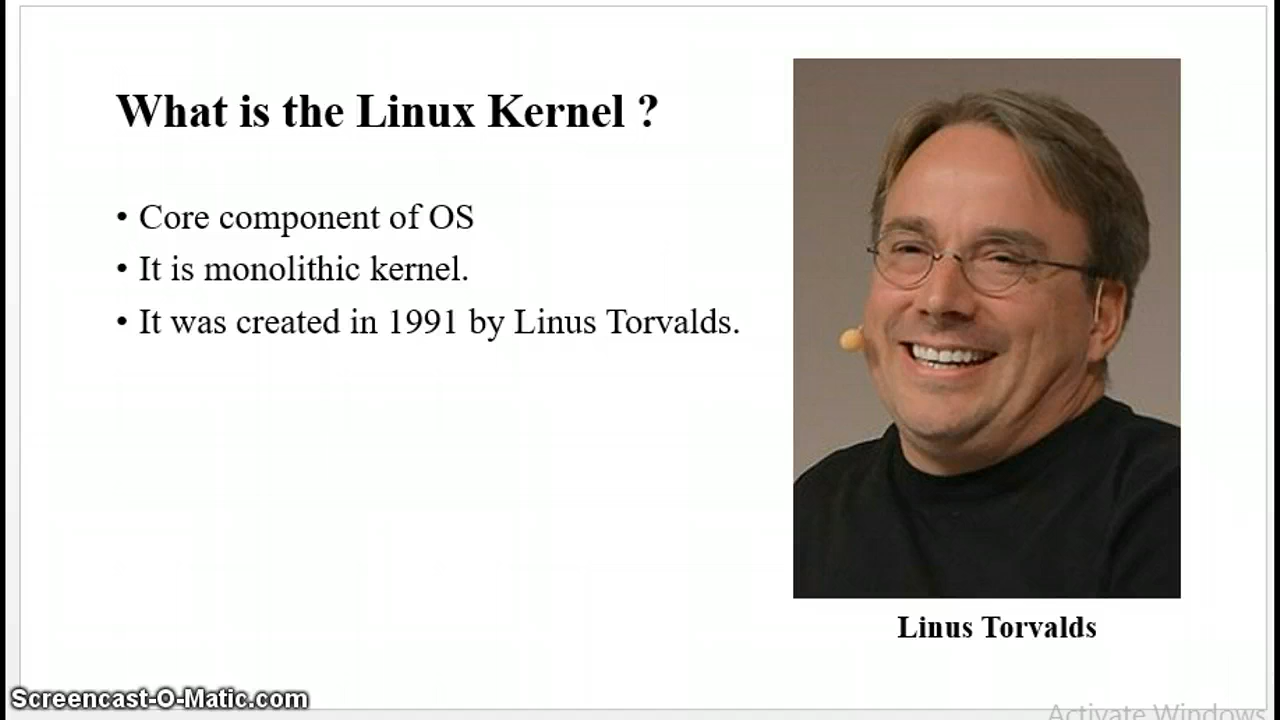 What is the Linux Kernel ?
• Core component of OS
• It is monolithic kernel.
• It was created in 1991 by Linus Torvalds.
Linus Torvalds
Screencast-O-Matic.com
Activate Windows